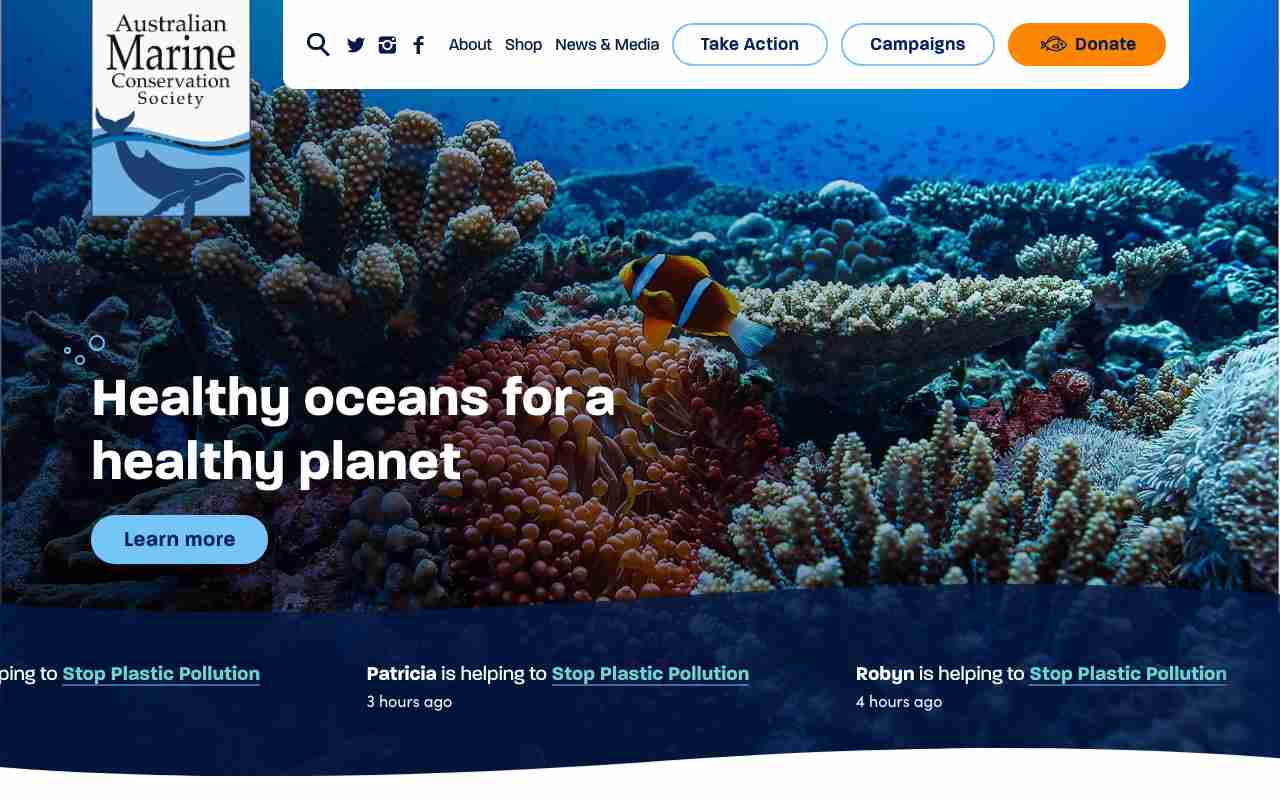 Australian
Marine
Conservation
Society
About Shop News & Media Take Action Campaigns Donate
Healthy oceans for a
healthy planet
Learn more
ping to Stop Plastic Pollution
Patricia is helping to Stop Plastic Pollution
3 hours ago
Robyn is helping to Stop Plastic Pollution
4 hours ago